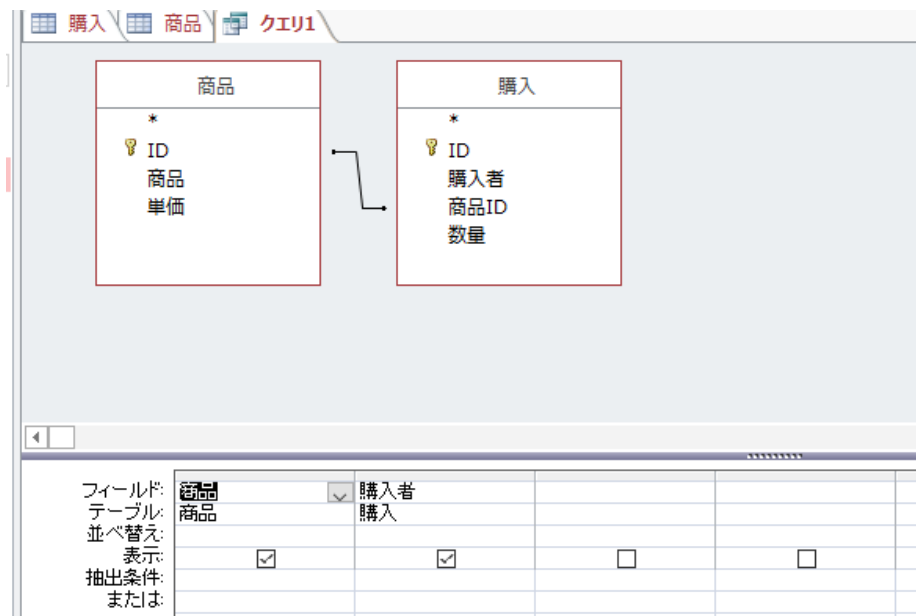 購入 商品 クエリ1
商品
*
ID
商品
単価
購入
*
ID
購入者
商品ID
数量
フィールド: 商品 購入者
テーブル: 商品 購入
並べ替え:
表示:
抽出条件:
または: